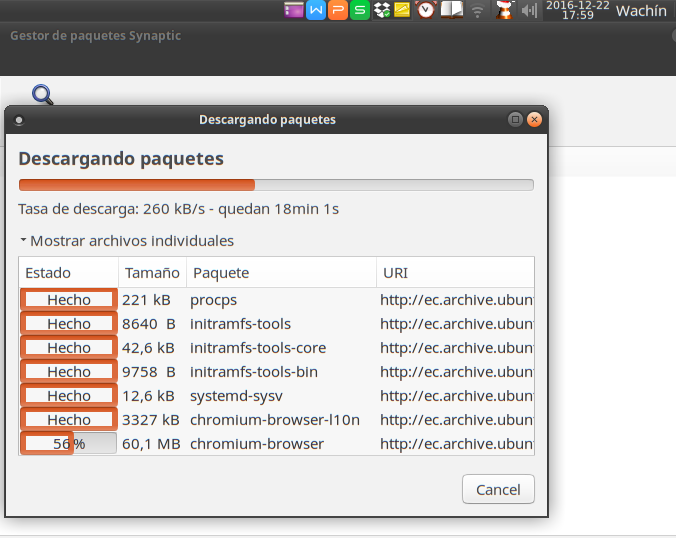 2016-12-22
17:59
Wachín
Gestor de paquetes Synaptic
Descargando paquetes
Descargando paquetes
Tasa de descarga: 260 kB/s - quedan 18min 1s
Mostrar archivos individuales
Estado Tamaño Paquete URI
Hecho 221 kB procps http://ec.archive.ubun
Hecho 8640 B initramfs-tools http://ec.archive.ubun
Hecho 42,6 kB initramfs-tools-core http://ec.archive.ubun
Hecho 9758 B initramfs-tools-bin http://ec.archive.ubun
Hecho 12,6 kB systemd-sysv http://ec.archive.ubun
Hecho 3327 kB chromium-browser-l10n http://ec.archive.ubun
56% 60,1 MB chromium-browser http://ec.archive.ubun
Cancel